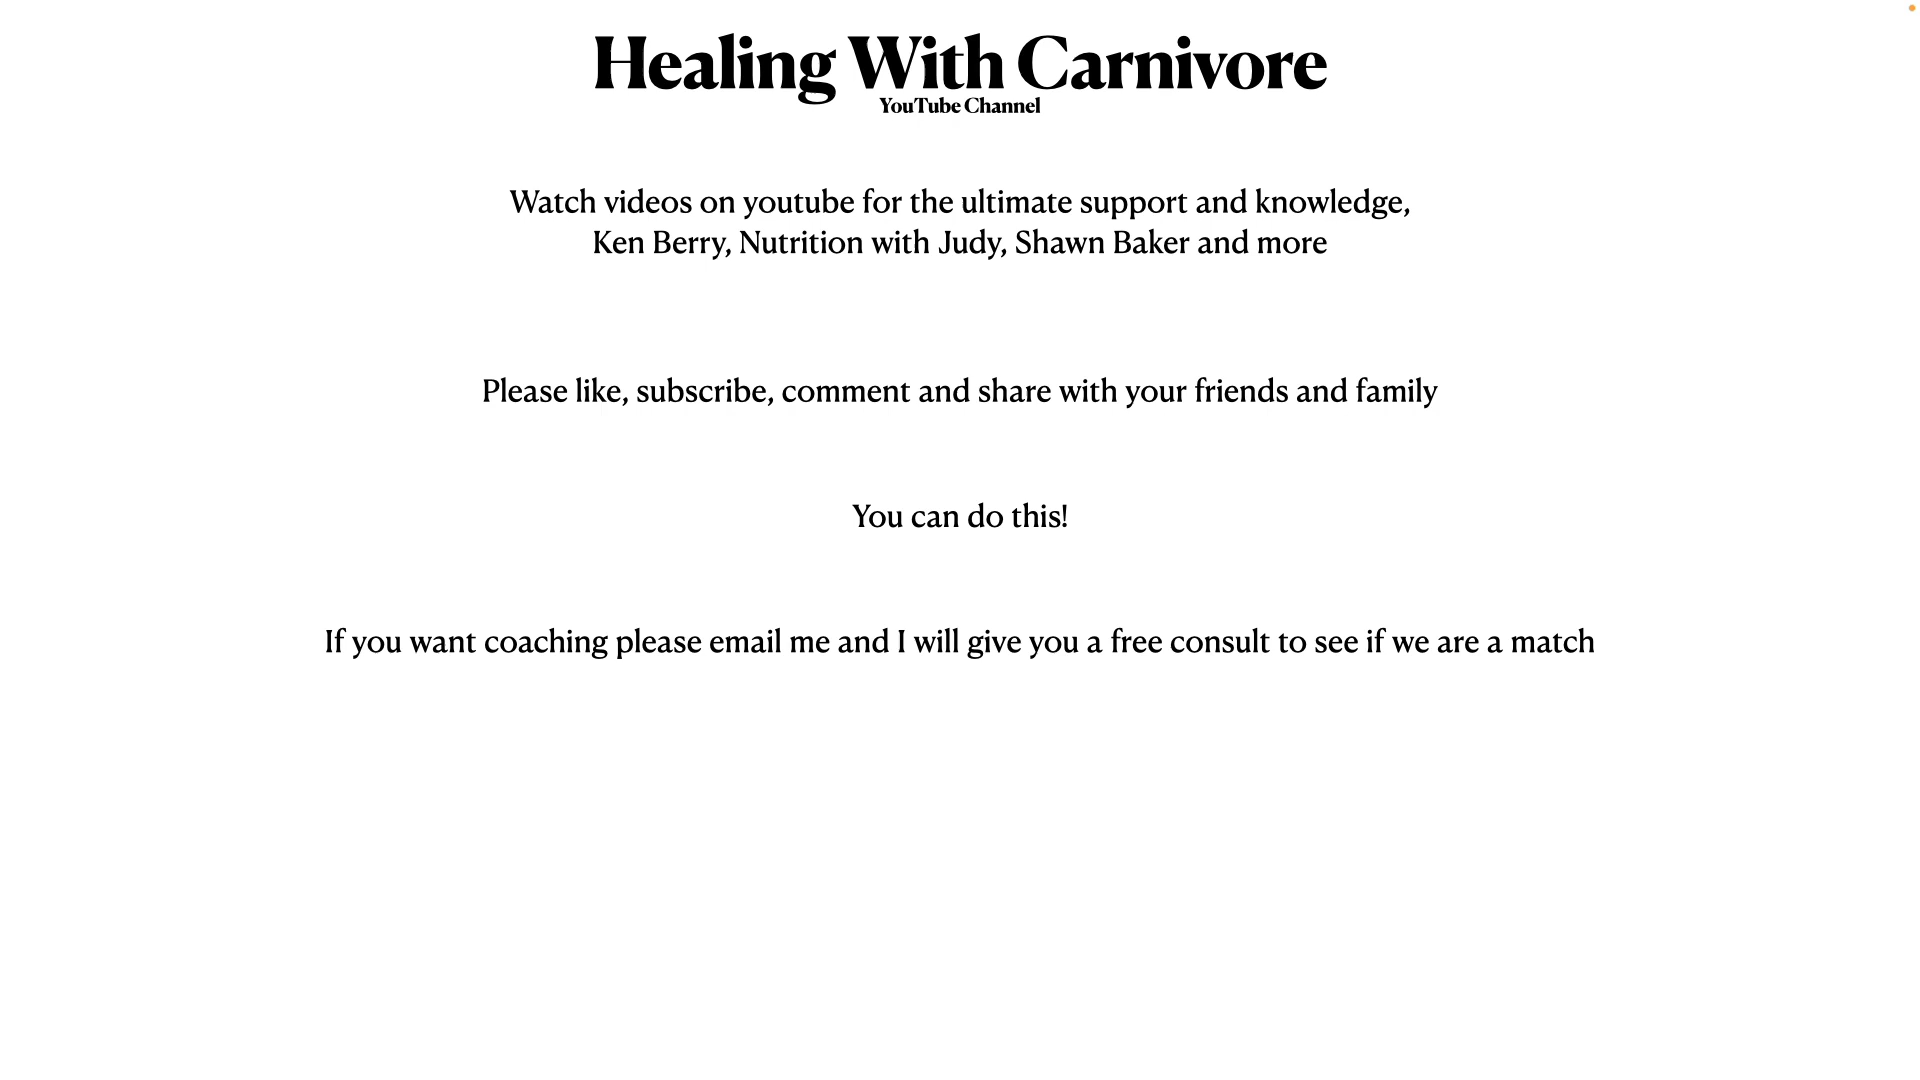 Healing With Carnivore
YouTube Channel
Watch videos on youtube for the ultimate support and knowledge,
Ken Berry, Nutrition with Judy, Shawn Baker and more
Please like, subscribe, comment and share with your friends and family
You can do this!
If you want coaching please email me and I will give you a free consult to see if we are a match